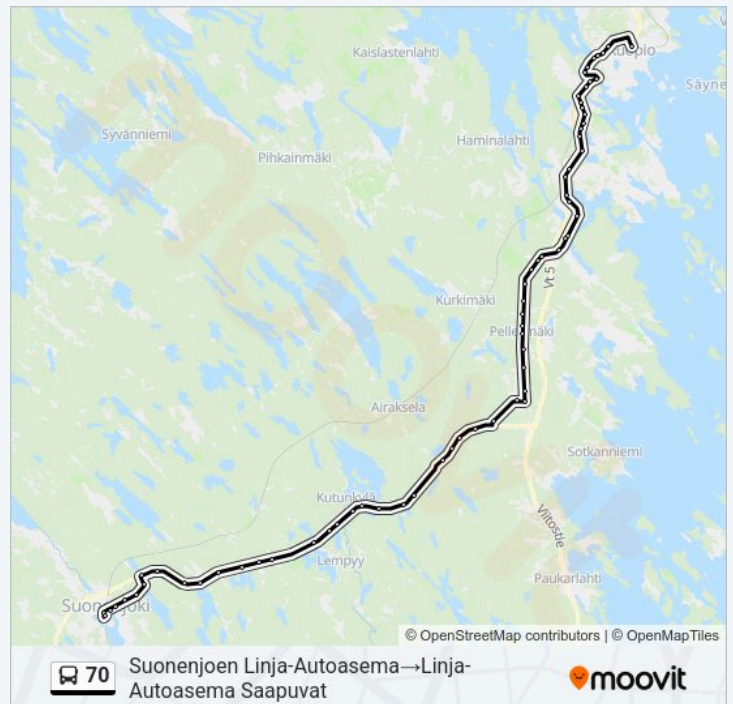 Kaislastenlahti
Kuopio
Säyne
Syvänniemi
Haminalahti
Pihkainmäki
Vt 5
Kurkimäki
Pellesmäki
Airaksela
Sotkanniemi
Kutunkylä
Viitostie
Lempyy
Paukarlahti
Suonenjoki
© OpenStreetMap contributors | © OpenMapTiles
70 Suonenjoen Linja-Autoasema→Linja-
Autoasema Saapuvat
moovit